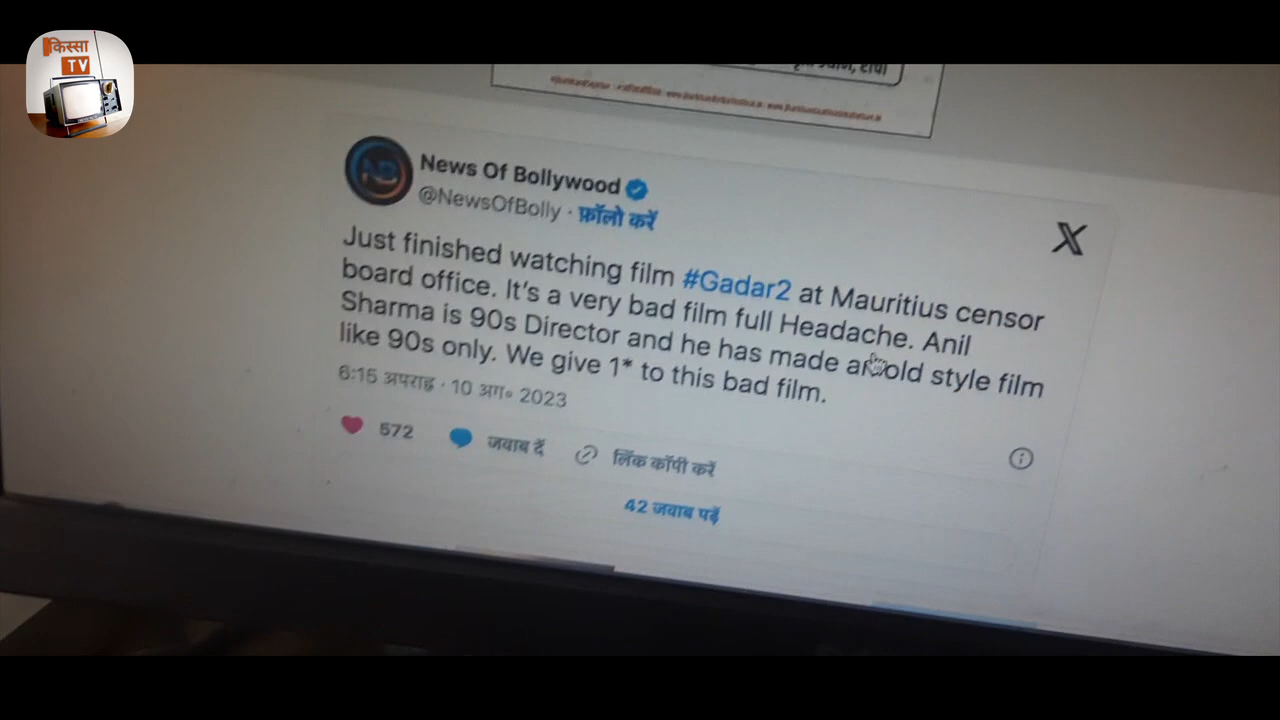 किस्सा
TV
News Of Bollywood
@NewsOfBolly · फ़ॉलो करें
Just finished watching film #Gadar2 at Mauritius censor
board office. It's a very bad film full Headache. Anil
Sharma is 90s Director and he has made an old style film
like 90s only. We give 1* to this bad film.
6:15 अपराह्न · 10 अग॰ 2023
572 जवाब दें लिंक कॉपी करें
42 जवाब पढ़ें